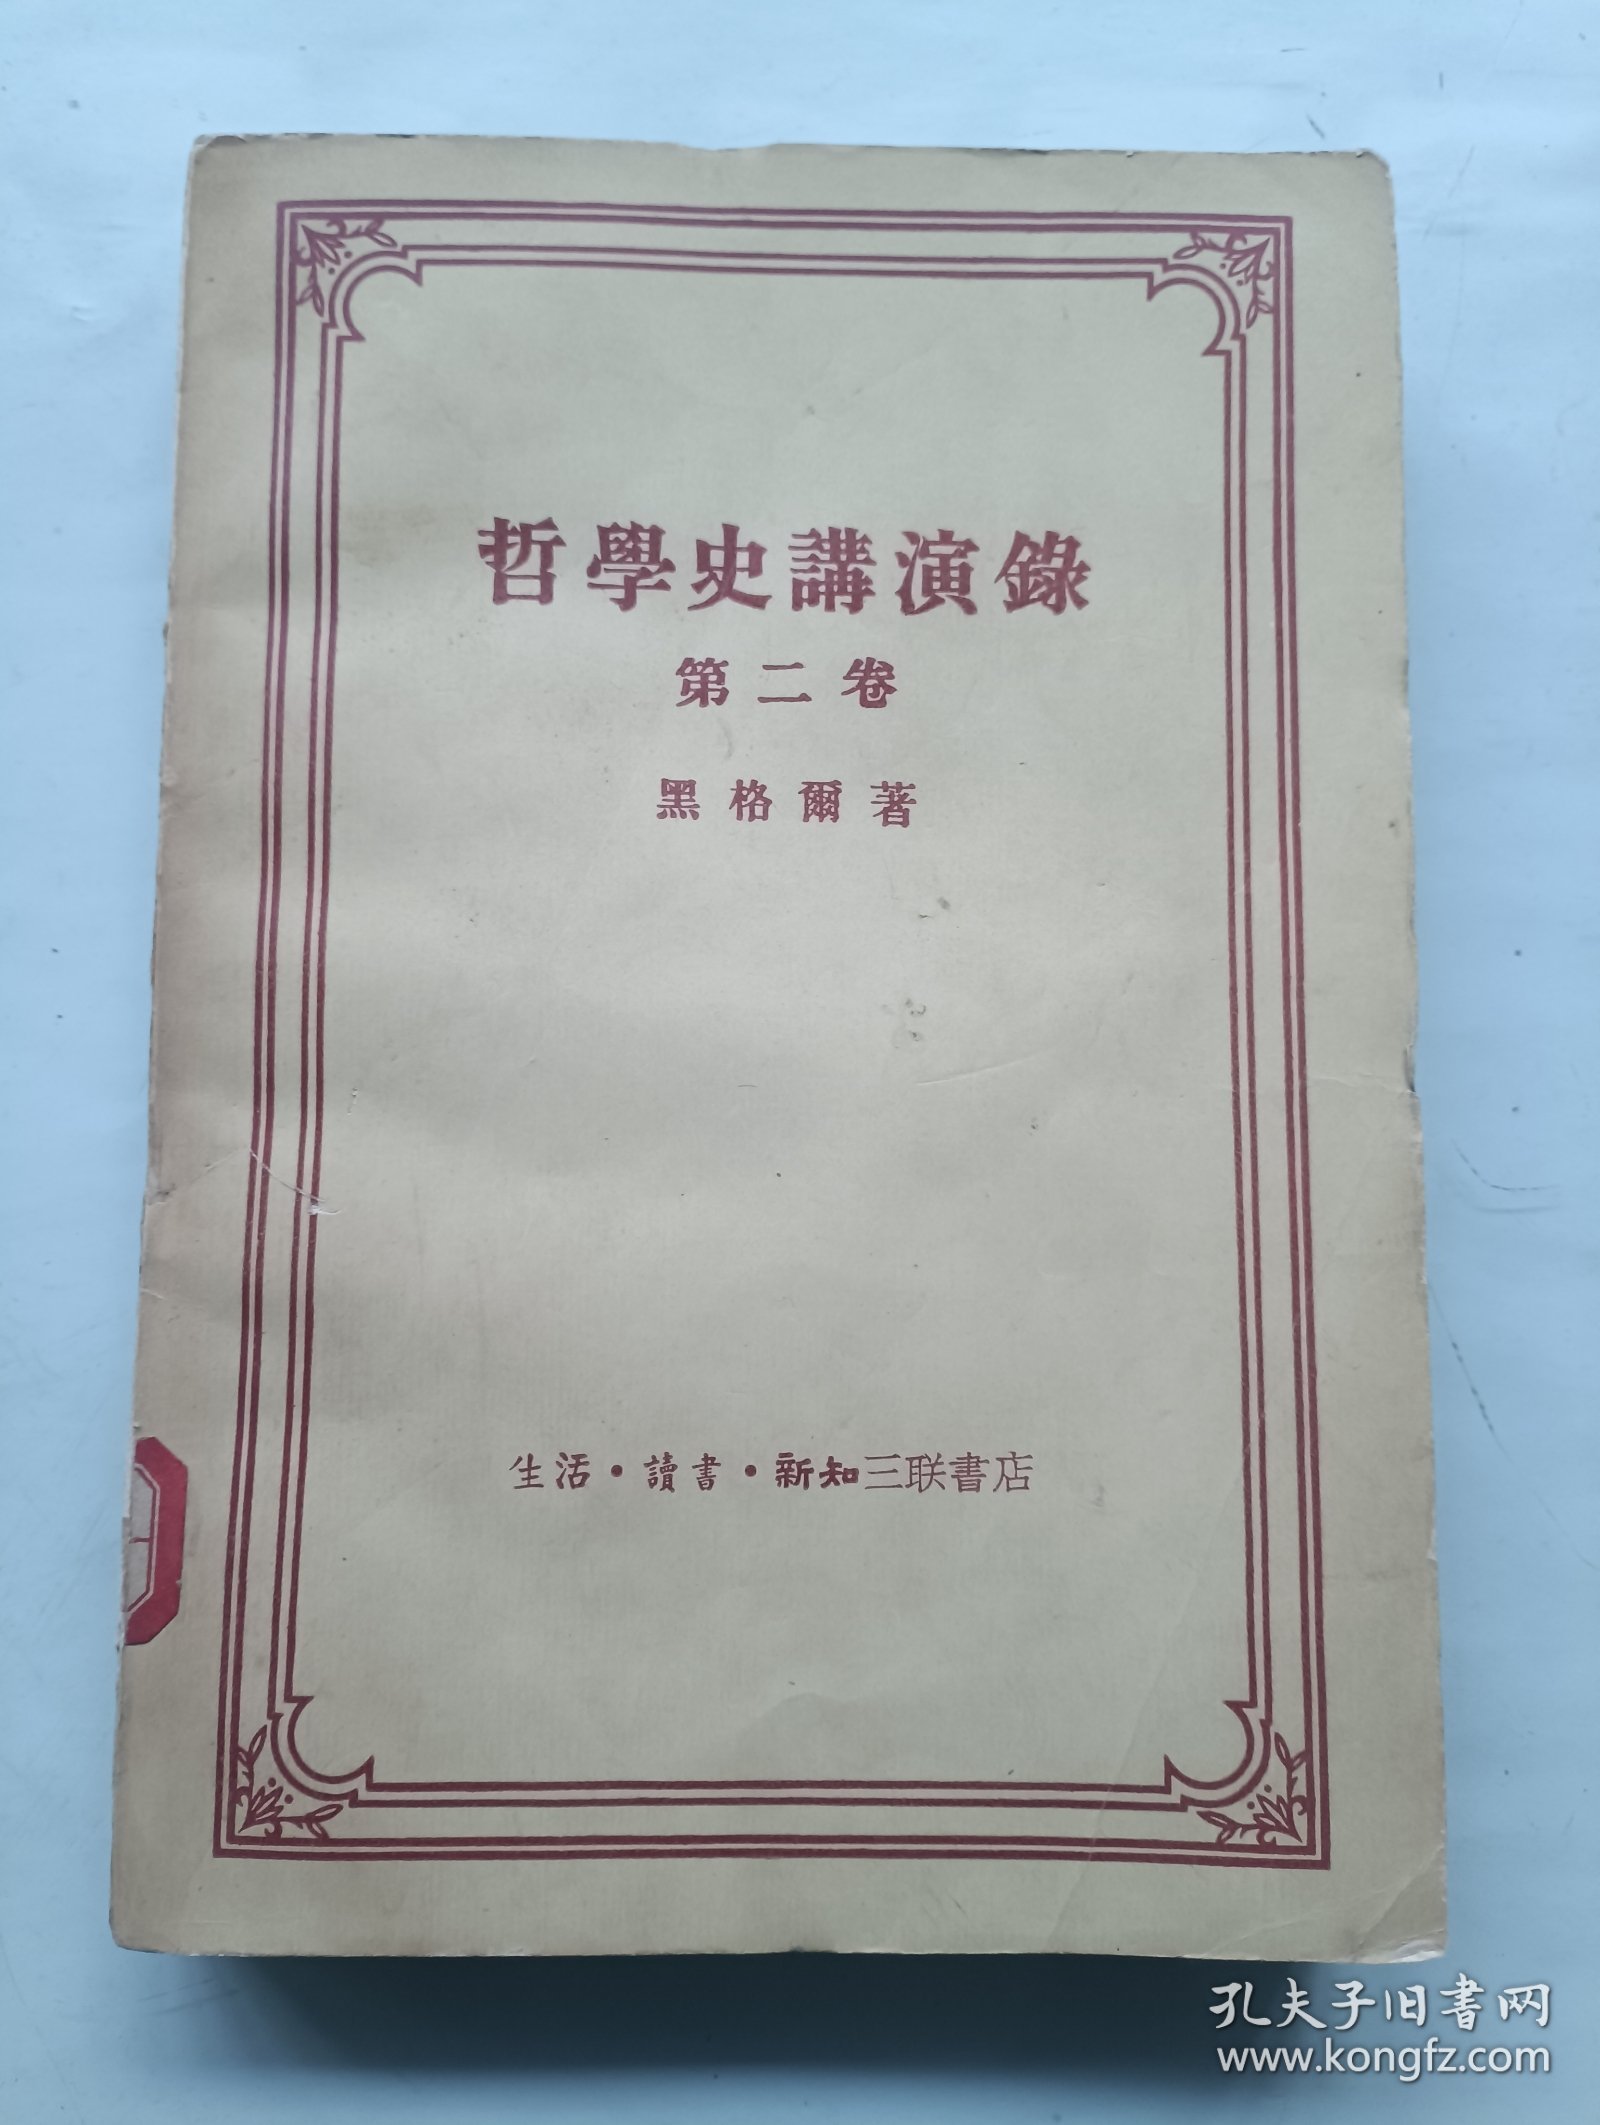 哲學史講演錄
第二卷
黑格爾著
生活·讀書·新知三联書店
孔夫子旧書网
www.kongfz.com